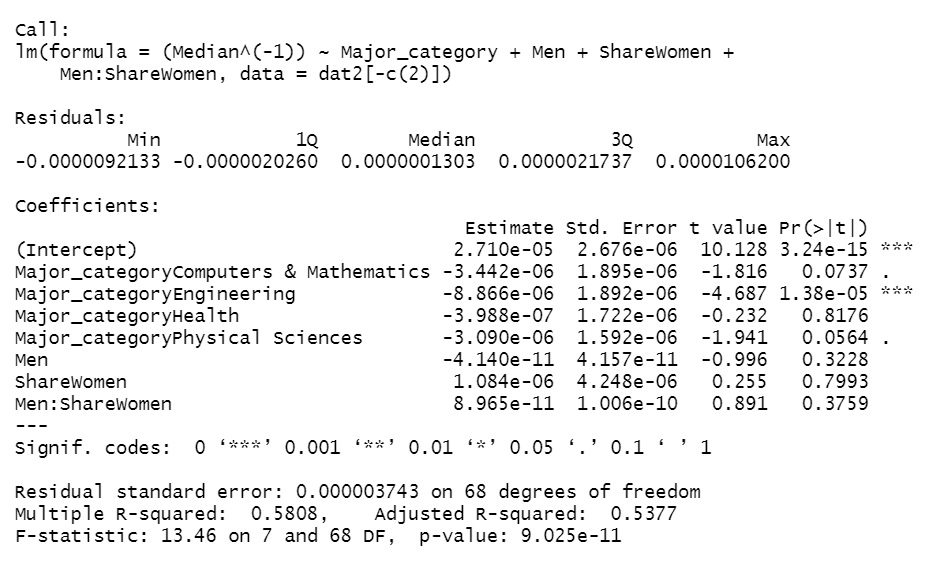 Call:
lm(formula = (Median^(-1)) ~ Major_category + Men + ShareWomen +
    Men:ShareWomen, data = dat2[-c(2)])

Residuals:
          Min            1Q        Median            3Q           Max
-0.0000092133 -0.0000020260  0.0000001303  0.0000021737  0.0000106200

Coefficients:
                                        Estimate Std. Error t value Pr(>|t|)
(Intercept)                            2.710e-05  2.676e-06  10.128 3.24e-15 ***
Major_categoryComputers & Mathematics -3.442e-06  1.895e-06  -1.816   0.0737 .
Major_categoryEngineering             -8.866e-06  1.892e-06  -4.687 1.38e-05 ***
Major_categoryHealth                  -3.988e-07  1.722e-06  -0.232   0.8176
Major_categoryPhysical Sciences       -3.090e-06  1.592e-06  -1.941   0.0564 .
Men                                   -4.140e-11  4.157e-11  -0.996   0.3228
ShareWomen                             1.084e-06  4.248e-06   0.255   0.7993
Men:ShareWomen                         8.965e-11  1.006e-10   0.891   0.3759
---
Signif. codes:  0 ‘***’ 0.001 ‘**’ 0.01 ‘*’ 0.05 ‘.’ 0.1 ‘ ’ 1

Residual standard error: 0.000003743 on 68 degrees of freedom
Multiple R-squared:  0.5808,    Adjusted R-squared:  0.5377
F-statistic: 13.46 on 7 and 68 DF,  p-value: 9.025e-11